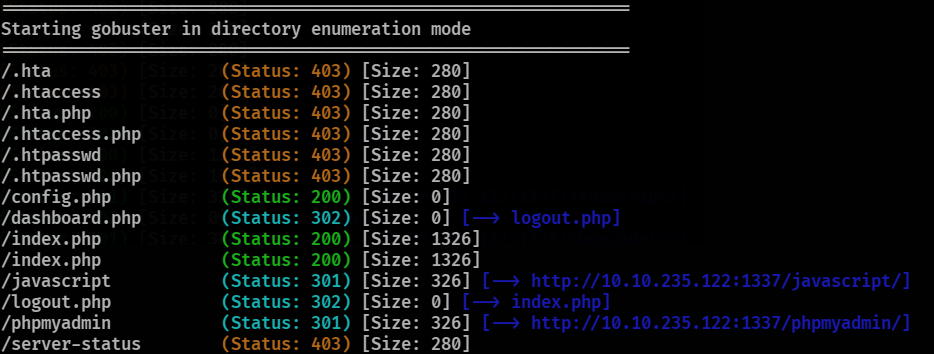 ===============================================================
Starting gobuster in directory enumeration mode
===============================================================
/.hta (Status: 403) [Size: 280]
/.htaccess (Status: 403) [Size: 280]
/.hta.php (Status: 403) [Size: 280]
/.htaccess.php (Status: 403) [Size: 280]
/.htpasswd (Status: 403) [Size: 280]
/.htpasswd.php (Status: 403) [Size: 280]
/config.php (Status: 200) [Size: 0]
/dashboard.php (Status: 302) [Size: 0] [--> logout.php]
/index.php (Status: 200) [Size: 1326]
/index.php (Status: 200) [Size: 1326]
/javascript (Status: 301) [Size: 326] [--> http://10.10.235.122:1337/javascript/]
/logout.php (Status: 302) [Size: 0] [--> index.php]
/phpmyadmin (Status: 301) [Size: 326] [--> http://10.10.235.122:1337/phpmyadmin/]
/server-status (Status: 403) [Size: 280]